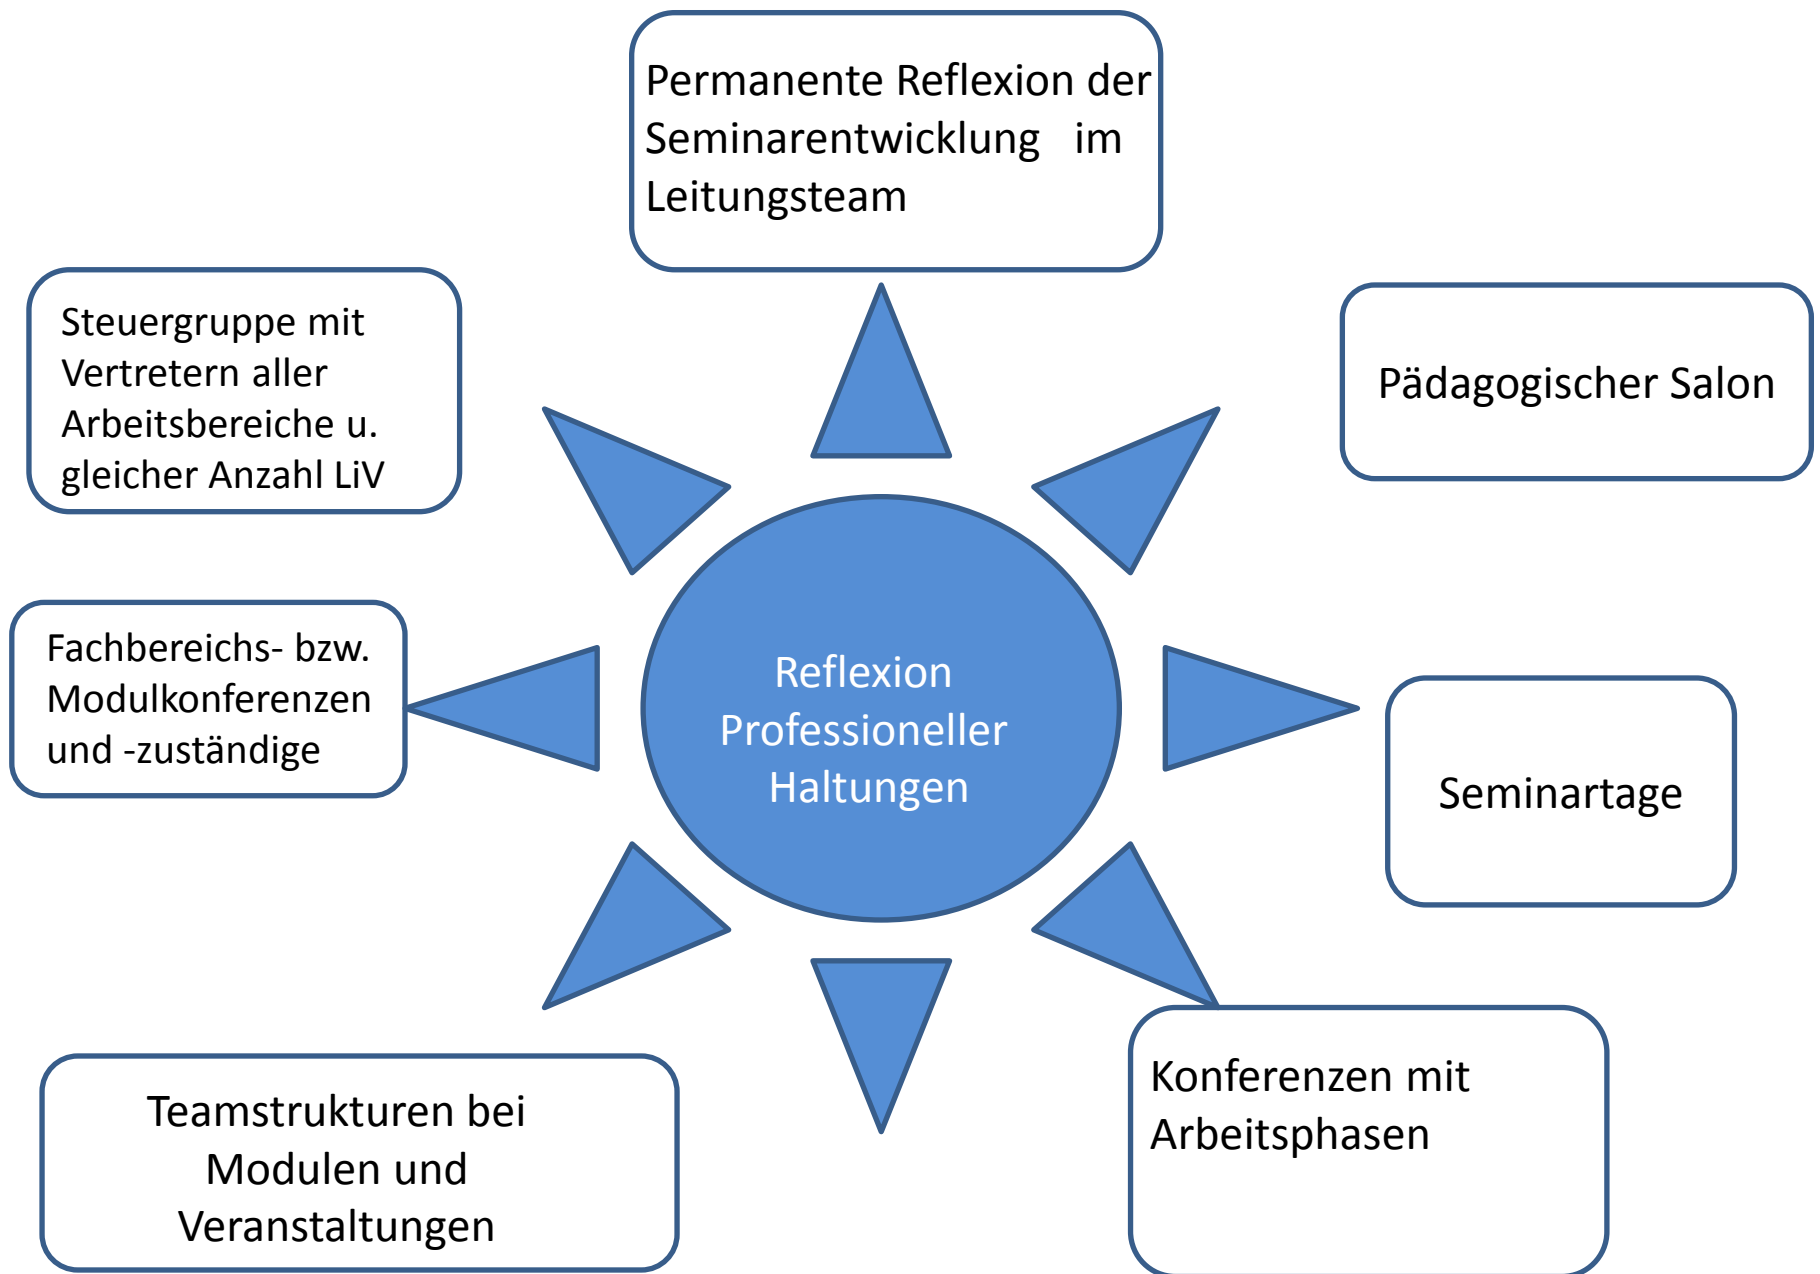 Permanente Reflexion der
Seminarentwicklung im
Leitungsteam
Steuergruppe mit
Vertretern aller
Arbeitsbereiche u.
gleicher Anzahl LiV
Pädagogischer Salon
Fachbereichs- bzw.
Modulkonferenzen
und -zuständige
Reflexion
Professioneller
Haltungen
Seminartage
Teamstrukturen bei
Modulen und
Veranstaltungen
Konferenzen mit
Arbeitsphasen